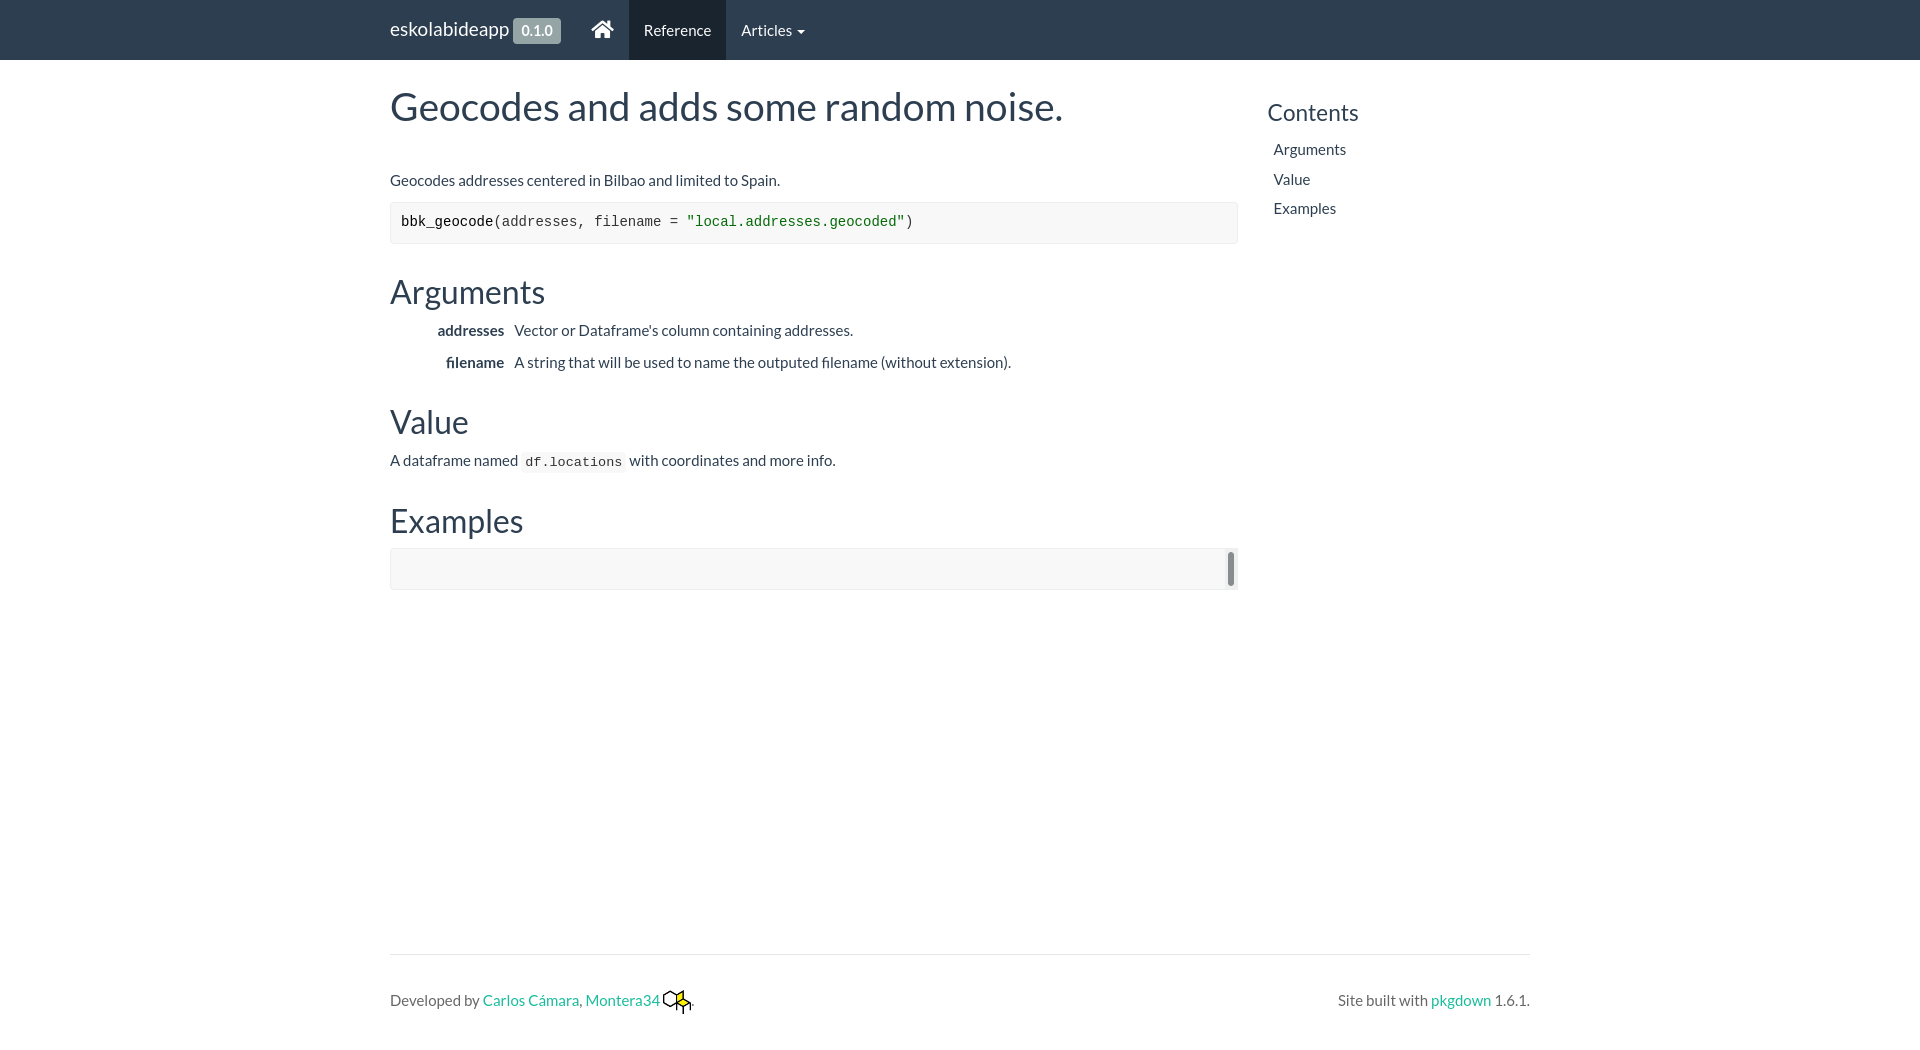 eskolabideapp 0.1.0 Reference Articles
Geocodes and adds some random noise.
Geocodes addresses centered in Bilbao and limited to Spain.
bbk_geocode(addresses, filename = "local.addresses.geocoded")
Arguments
addresses Vector or Dataframe's column containing addresses.
filename A string that will be used to name the outputed filename (without extension).
Value
A dataframe named df.locations with coordinates and more info.
Examples
Contents
Arguments
Value
Examples
Developed by Carlos Cámara, Montera34 .
Site built with pkgdown 1.6.1.